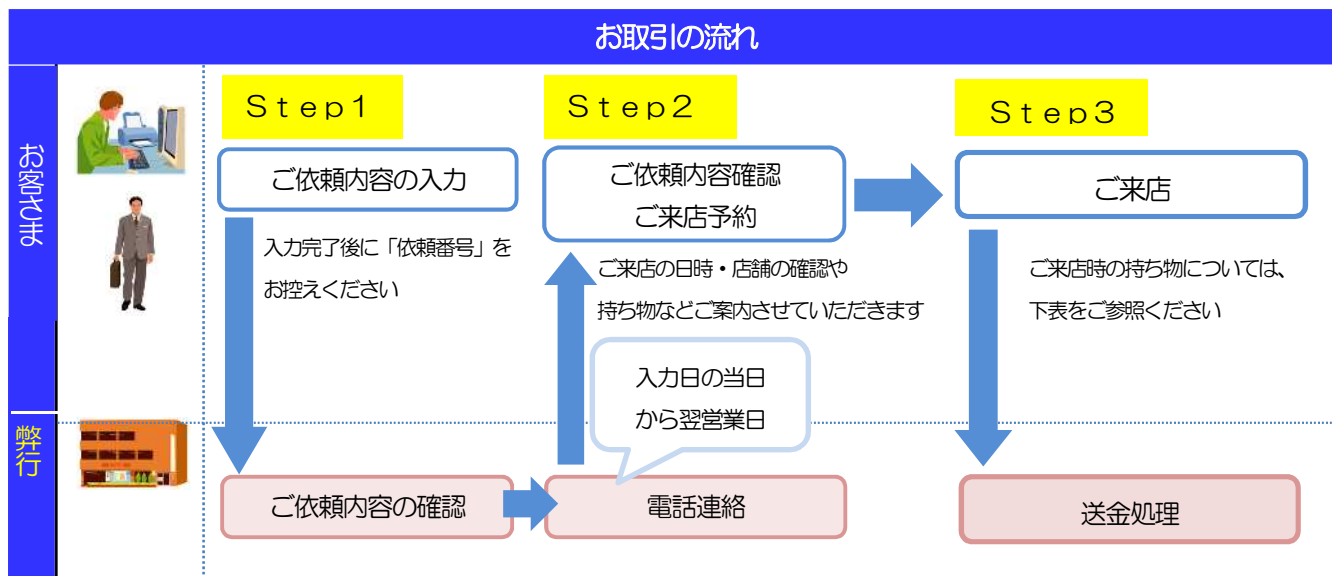 お取引の流れ
お客さま
Step1
ご依頼内容の入力
入力完了後に「依頼番号」を
お控えください
Step2
ご依頼内容確認
ご来店予約
ご来店の日時・店舗の確認や
持ち物などご案内させていただきます
入力日の当日
から翌営業日
Step3
ご来店
ご来店時の持ち物については、
下表をご参照ください
弊行
ご依頼内容の確認
電話連絡
送金処理